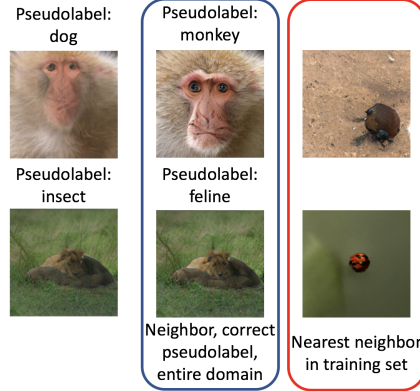 Pseudolabel:
dog
Pseudolabel:
monkey
Pseudolabel:
insect
Pseudolabel:
feline
Neighbor, correct
pseudolabel,
entire domain
Nearest neighbor
in training set